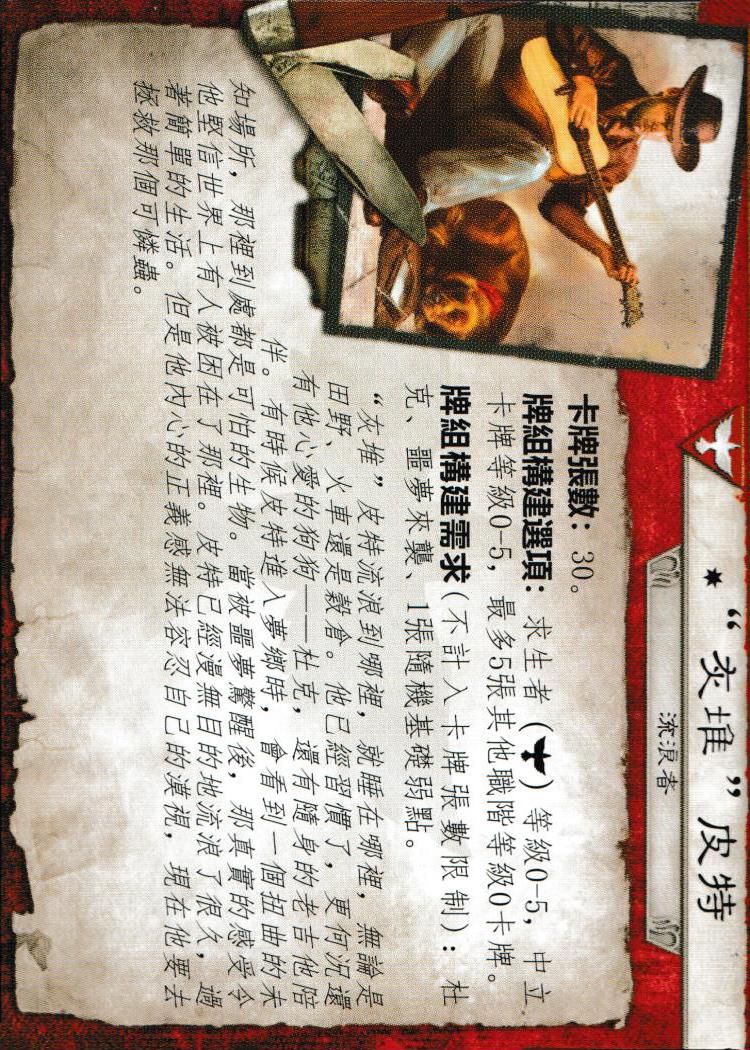 “灰堆”皮特
流浪者
卡牌張數：30。
牌組構建選項：求生者（）等級0-5，中立
卡牌等級0-5，最多5張其他職階等級0卡牌。
牌組構建需求（不計入卡牌張數限制）：杜
克、噩夢來襲、1張隨機基礎弱點。
“灰堆”皮特流浪到哪裡，就睡在哪裡，無論是
田野、火車還是穀倉。他已經習慣了，更何況還
有他心愛的狗狗——杜克，還有隨身的老吉他陪
伴。有時候皮特進入夢鄉時，會看到一個扭曲的未
知場所，那裡到處都是可怕的生物。當被噩夢驚醒後，那真實的感受令
他堅信世界上有人被困在了那裡。皮特已經漫無目的地流浪了很久，過
著簡單的生活。但是他內心的正義感無法容忍自己的漠視，現在他要去
拯救那個可憐蟲。